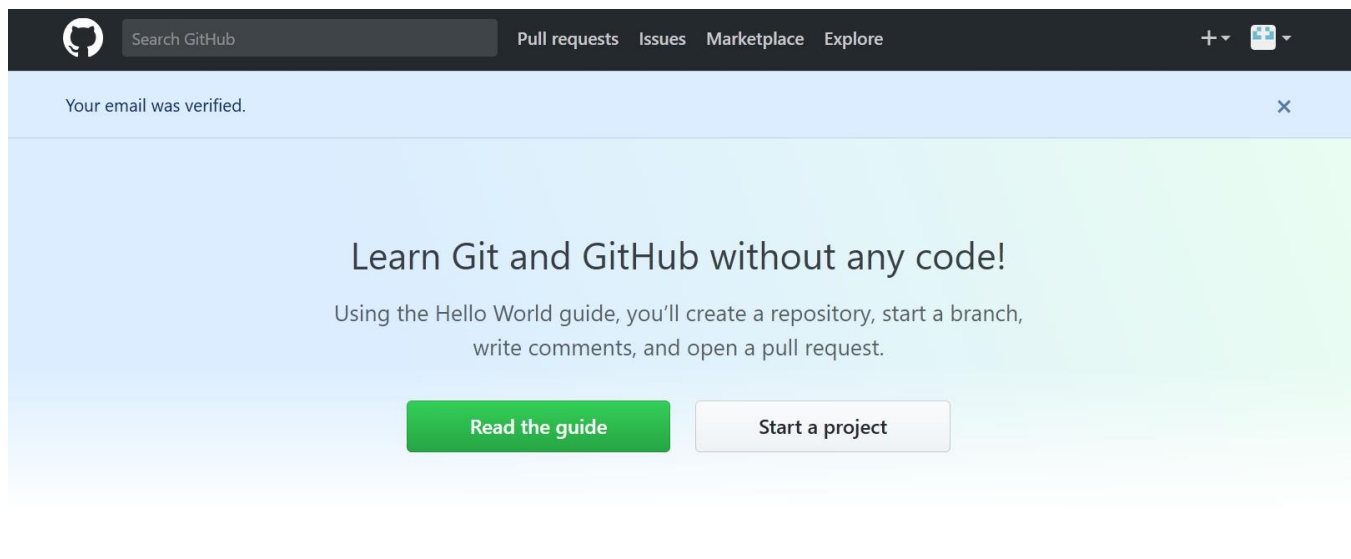 Search GitHub
Pull requests Issues Marketplace Explore
Your email was verified.
Learn Git and GitHub without any code!
Using the Hello World guide, you’ll create a repository, start a branch,
write comments, and open a pull request.
Read the guide
Start a project